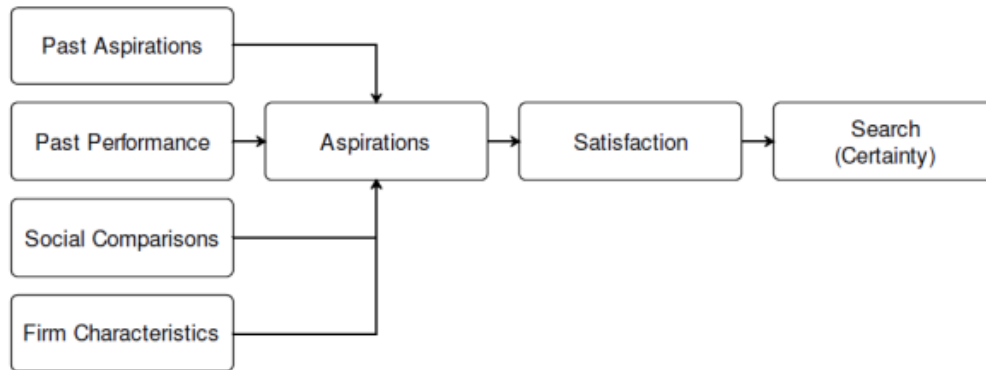 Past Aspirations
Past Performance
Aspirations
Satisfaction
Search
(Certainty)
Social Comparisons
Firm Characteristics